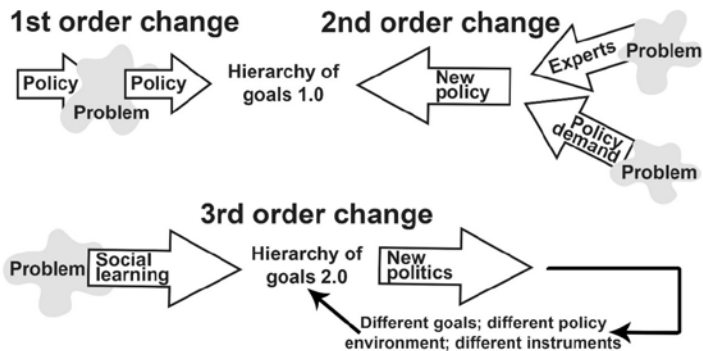 1st order change
2nd order change
Policy
Policy
Problem
Hierarchy of
goals 1.0
New
policy
Experts
Problem
Policy
demand
Problem
3rd order change
Problem
Social
learning
Hierarchy of
goals 2.0
New
politics
Different goals; different policy
environment; different instruments